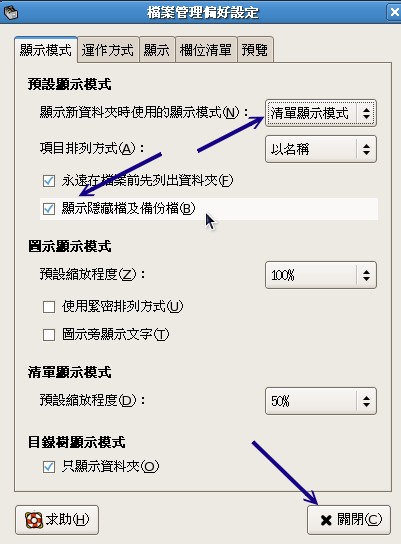 檔案管理偏好設定
顯示模式 運作方式 顯示 欄位清單 預覽
預設顯示模式
顯示新資料夾時使用的顯示模式(N)： 清單顯示模式
項目排列方式(A)： 以名稱
永遠在檔案前先列出資料夾(F)
顯示隱藏檔及備份檔(B)
圖示顯示模式
預設縮放程度(Z)： 100%
使用緊密排列方式(U)
圖示旁顯示文字(T)
清單顯示模式
預設縮放程度(D)： 50%
目錄樹顯示模式
只顯示資料夾(O)
求助(H) 關閉(C)